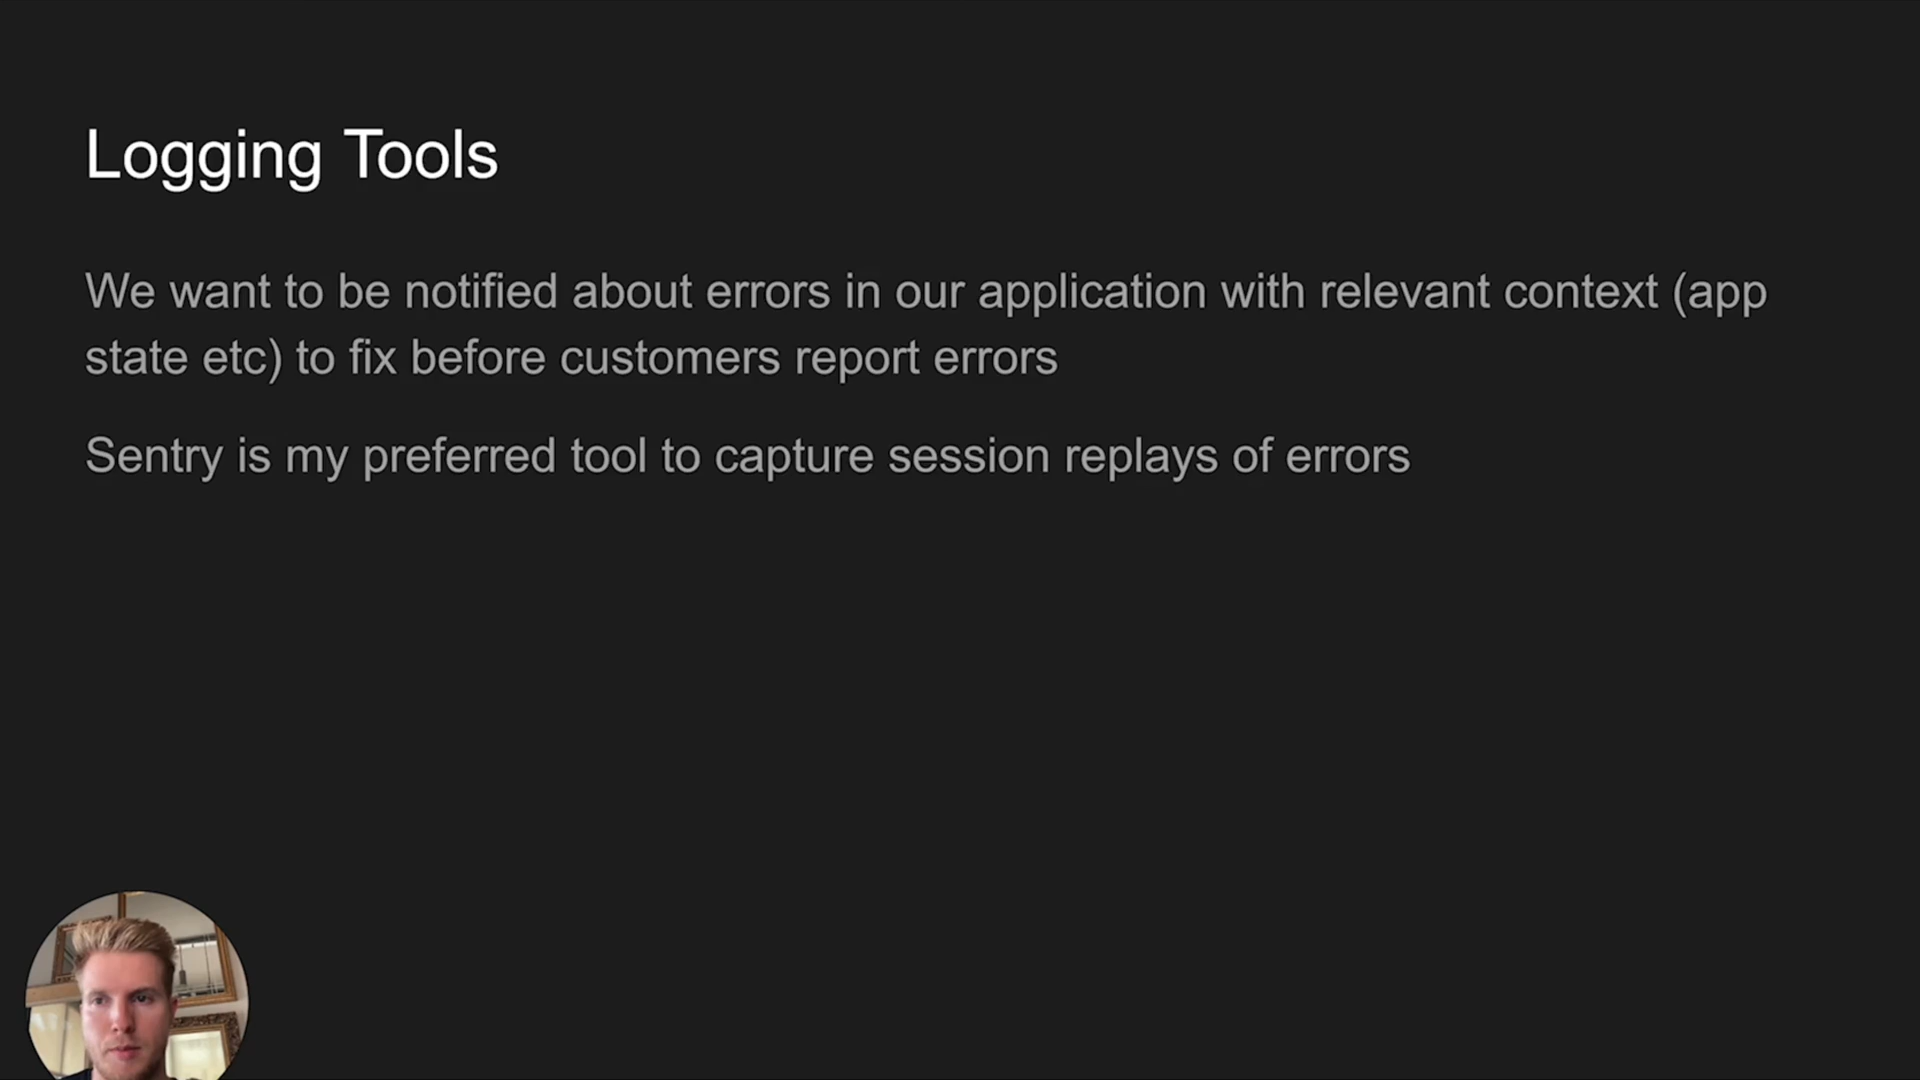 Logging Tools
We want to be notified about errors in our application with relevant context (app
state etc) to fix before customers report errors
Sentry is my preferred tool to capture session replays of errors